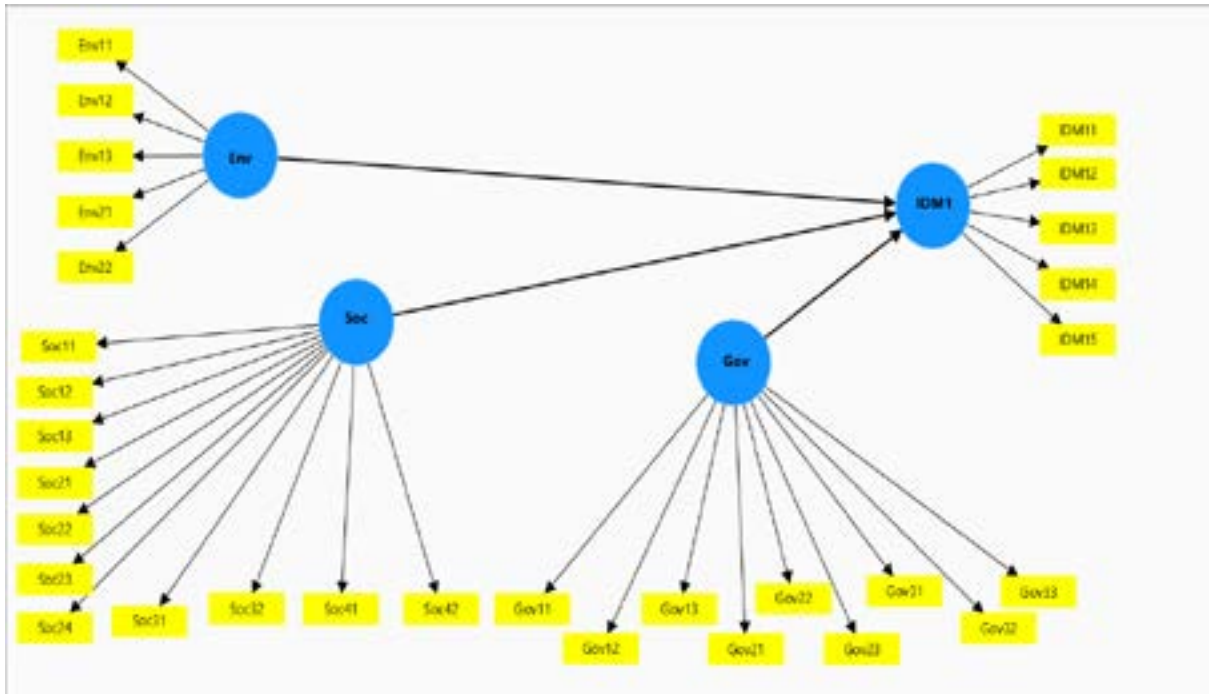 Env11
Env12
Env13
Env21
Env22
Env
IDM1
IDM11
IDM12
IDM13
IDM14
IDM15
Soc
Gov
Soc11
Soc12
Soc13
Soc21
Soc22
Soc23
Soc24
Soc31
Soc32
Soc41
Soc42
Gov11
Gov12
Gov13
Gov21
Gov22
Gov23
Gov31
Gov32
Gov33